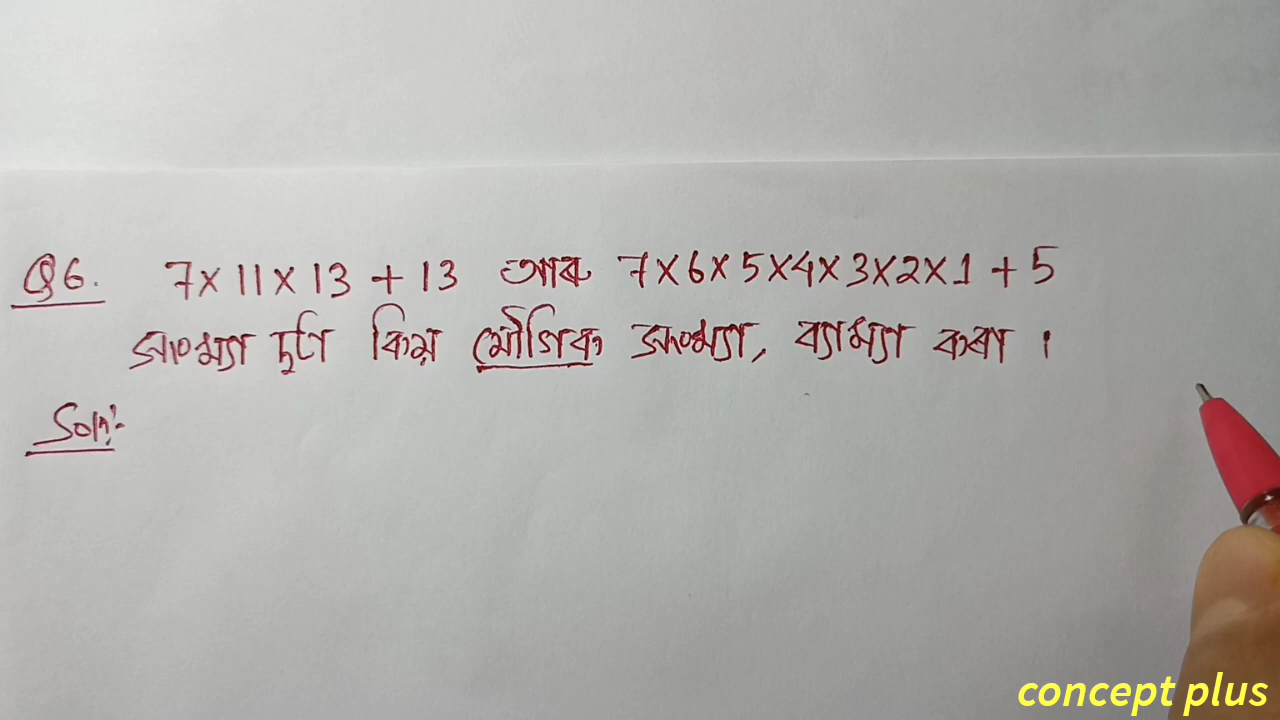 Q6. 7×11×13 + 13 আৰু 7×6×5×4×3×2×1 + 5
সংখ্যা দুটা কিয় যৌগিক সংখ্যা, ব্যাখ্যা কৰা।
Soln:-
concept plus